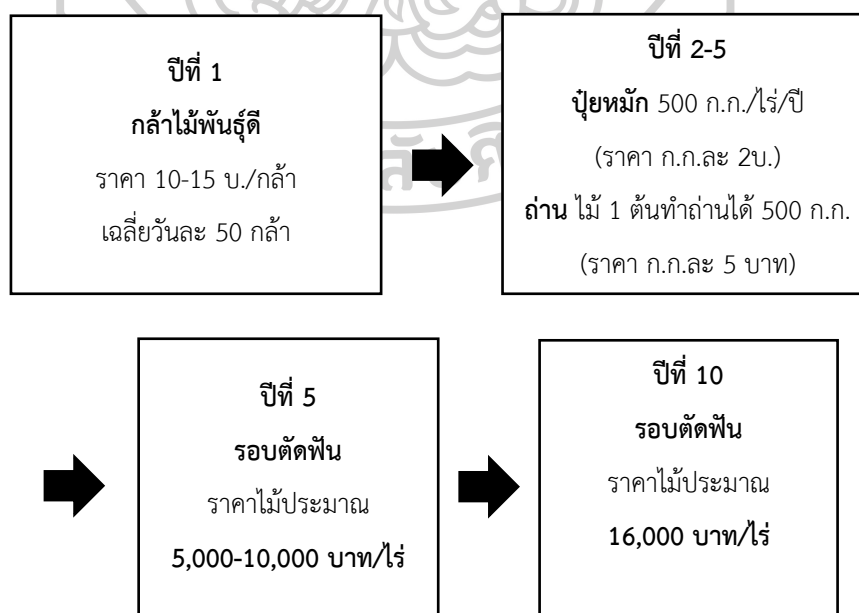 ปีที่ 1
กล้าไม้พันธุ์ดี
ราคา 10-15 บ./กล้า
เฉลี่ยวันละ 50 กล้า
ปีที่ 2-5
ปุ๋ยหมัก 500 ก.ก./ไร่/ปี
(ราคา ก.ก.ละ 2บ.)
ถ่าน ไม้ 1 ต้นทำถ่านได้ 500 ก.ก.
(ราคา ก.ก.ละ 5 บาท)
ปีที่ 5
รอบตัดฟัน
ราคาไม้ประมาณ
5,000-10,000 บาท/ไร่
ปีที่ 10
รอบตัดฟัน
ราคาไม้ประมาณ
16,000 บาท/ไร่